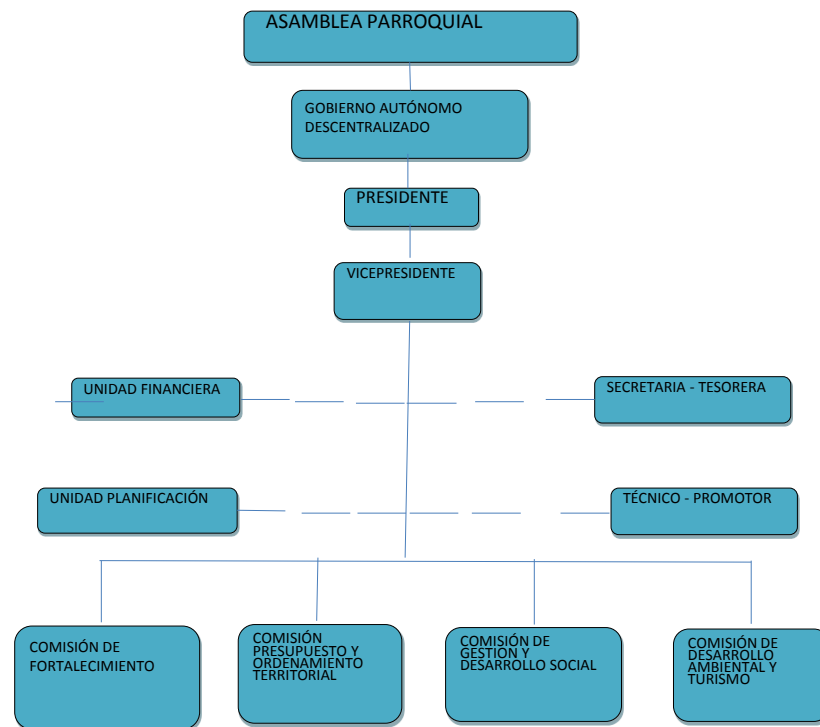 ASAMBLEA PARROQUIAL
GOBIERNO AUTÓNOMO
DESCENTRALIZADO
PRESIDENTE
VICEPRESIDENTE
UNIDAD FINANCIERA
SECRETARIA - TESORERA
UNIDAD PLANIFICACIÓN
TÉCNICO - PROMOTOR
COMISIÓN DE
FORTALECIMIENTO
COMISIÓN
PRESUPUESTO Y
ORDENAMIENTO
TERRITORIAL
COMISIÓN DE
GESTIÓN Y
DESARROLLO SOCIAL
COMISIÓN DE
DESARROLLO
AMBIENTAL Y
TURISMO